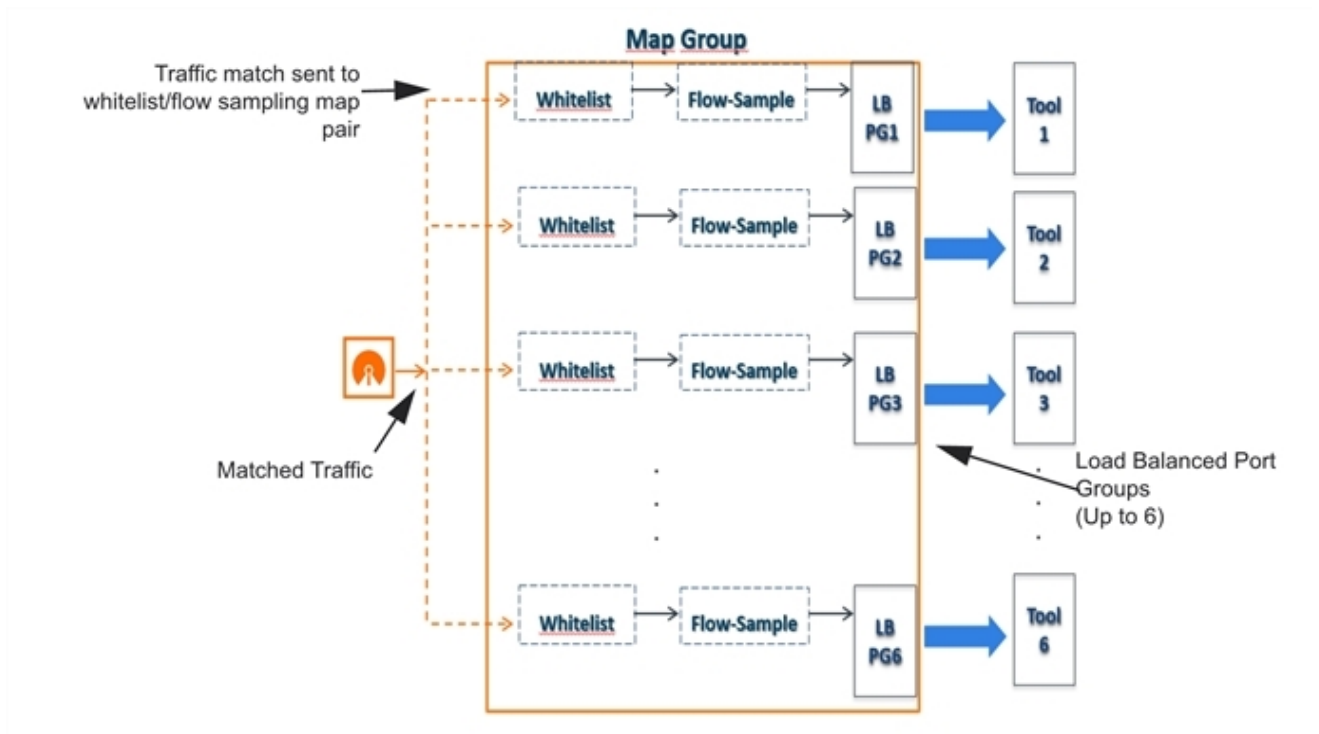 Map Group
Traffic match sent to
whitelist/flow sampling map
pair
Whitelist
Flow-Sample
LB
PG1
Tool
1
Whitelist
Flow-Sample
LB
PG2
Tool
2
Whitelist
Flow-Sample
LB
PG3
Tool
3
Matched Traffic
Load Balanced Port
Groups
(Up to 6)
Whitelist
Flow-Sample
LB
PG6
Tool
6